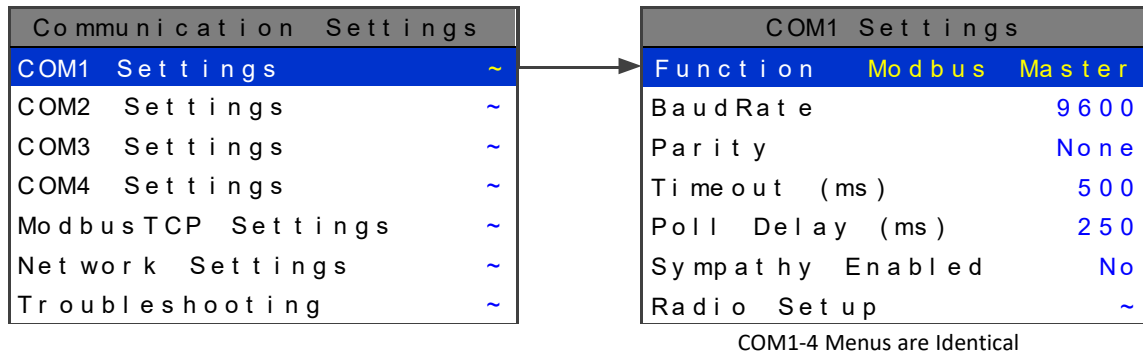 Communication Settings
COM1 Settings ~
COM2 Settings ~
COM3 Settings ~
COM4 Settings ~
ModbusTCP Settings ~
Network Settings ~
Troubleshooting ~
COM1 Settings
Function Modbus Master
BaudRate 9600
Parity None
Timeout (ms) 500
Poll Delay (ms) 250
Sympathy Enabled No
Radio Setup ~
COM1-4 Menus are Identical